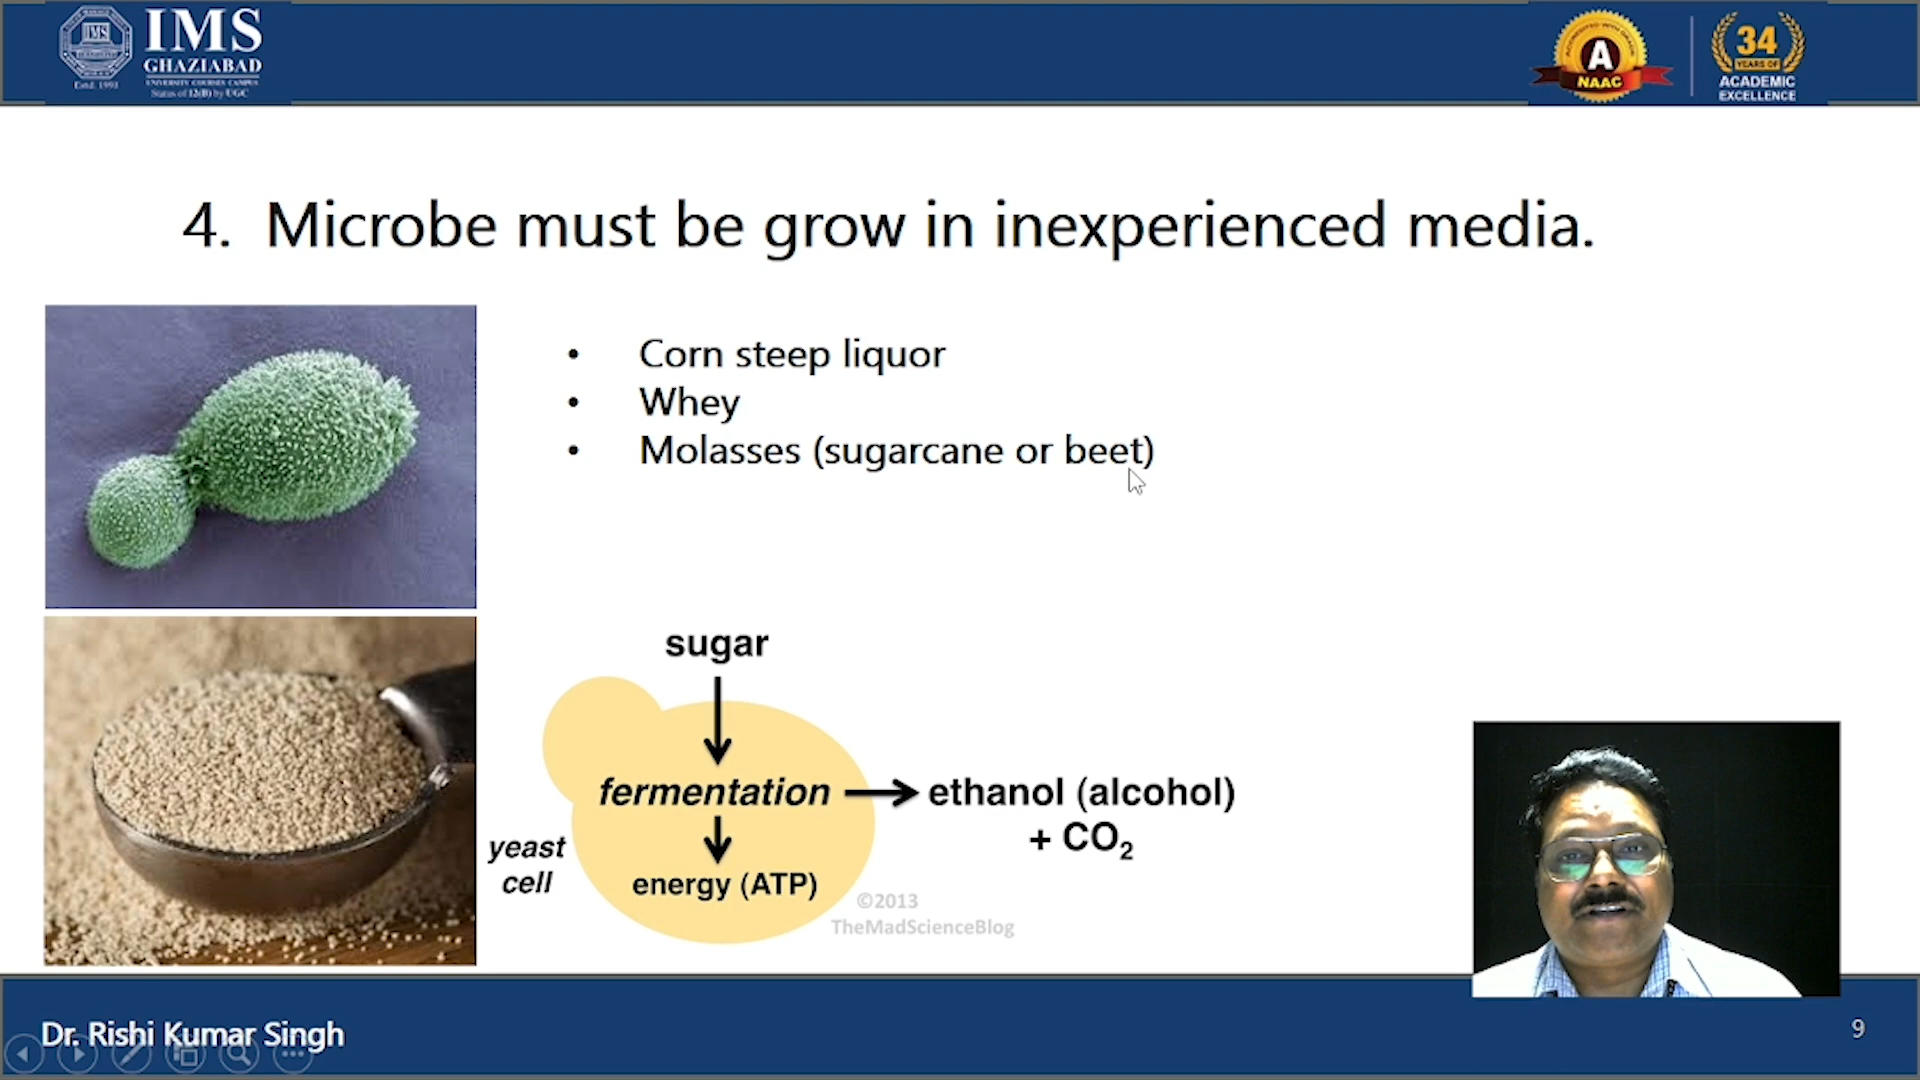 IMS
GHAZIABAD
UNIVERSITY COURSES CAMPUS
Status of 12(B) by UGC
Estd. 1991
IMS
A
NAAC
34
YEARS OF
ACADEMIC
EXCELLENCE
4. Microbe must be grow in inexperienced media.
• Corn steep liquor
• Whey
• Molasses (sugarcane or beet)
sugar
fermentation
ethanol (alcohol)
+ CO₂
yeast
cell
energy (ATP)
©2013
TheMadScienceBlog
Dr. Rishi Kumar Singh
9